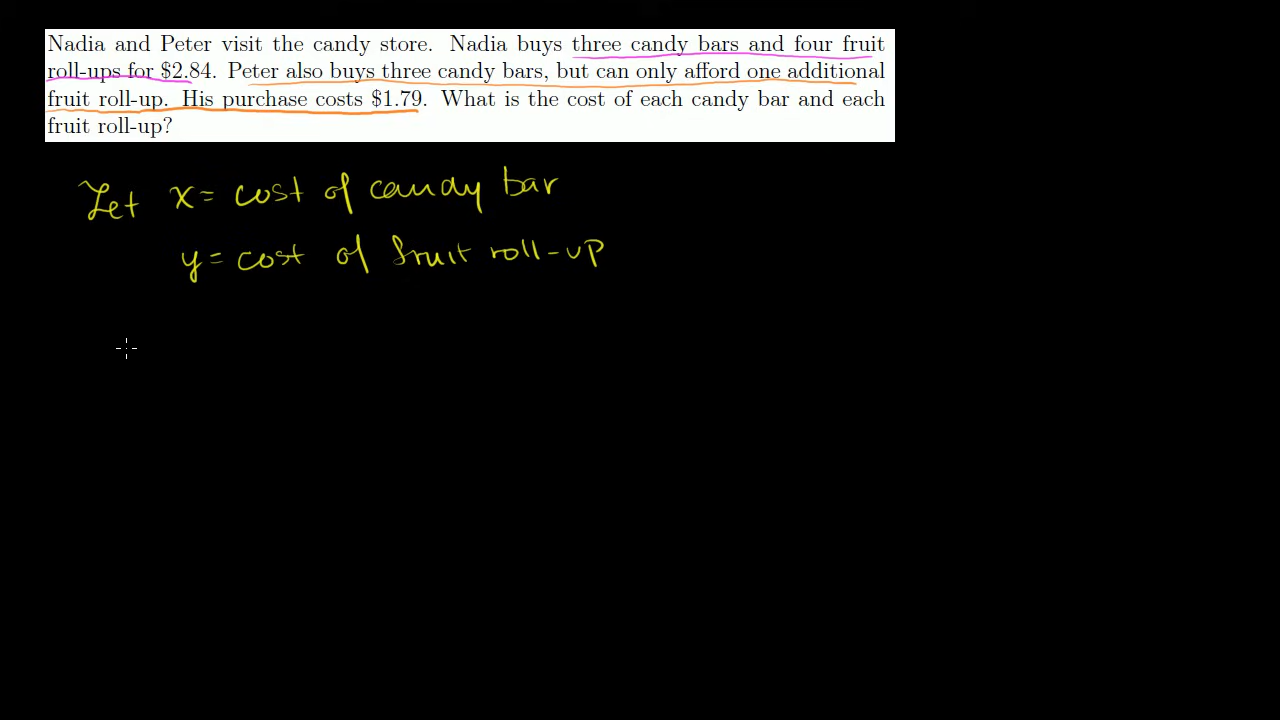 Nadia and Peter visit the candy store. Nadia buys three candy bars and four fruit
roll-ups for $2.84. Peter also buys three candy bars, but can only afford one additional
fruit roll-up. His purchase costs $1.79. What is the cost of each candy bar and each
fruit roll-up?
Let x = cost of candy bar
y = cost of fruit roll-up